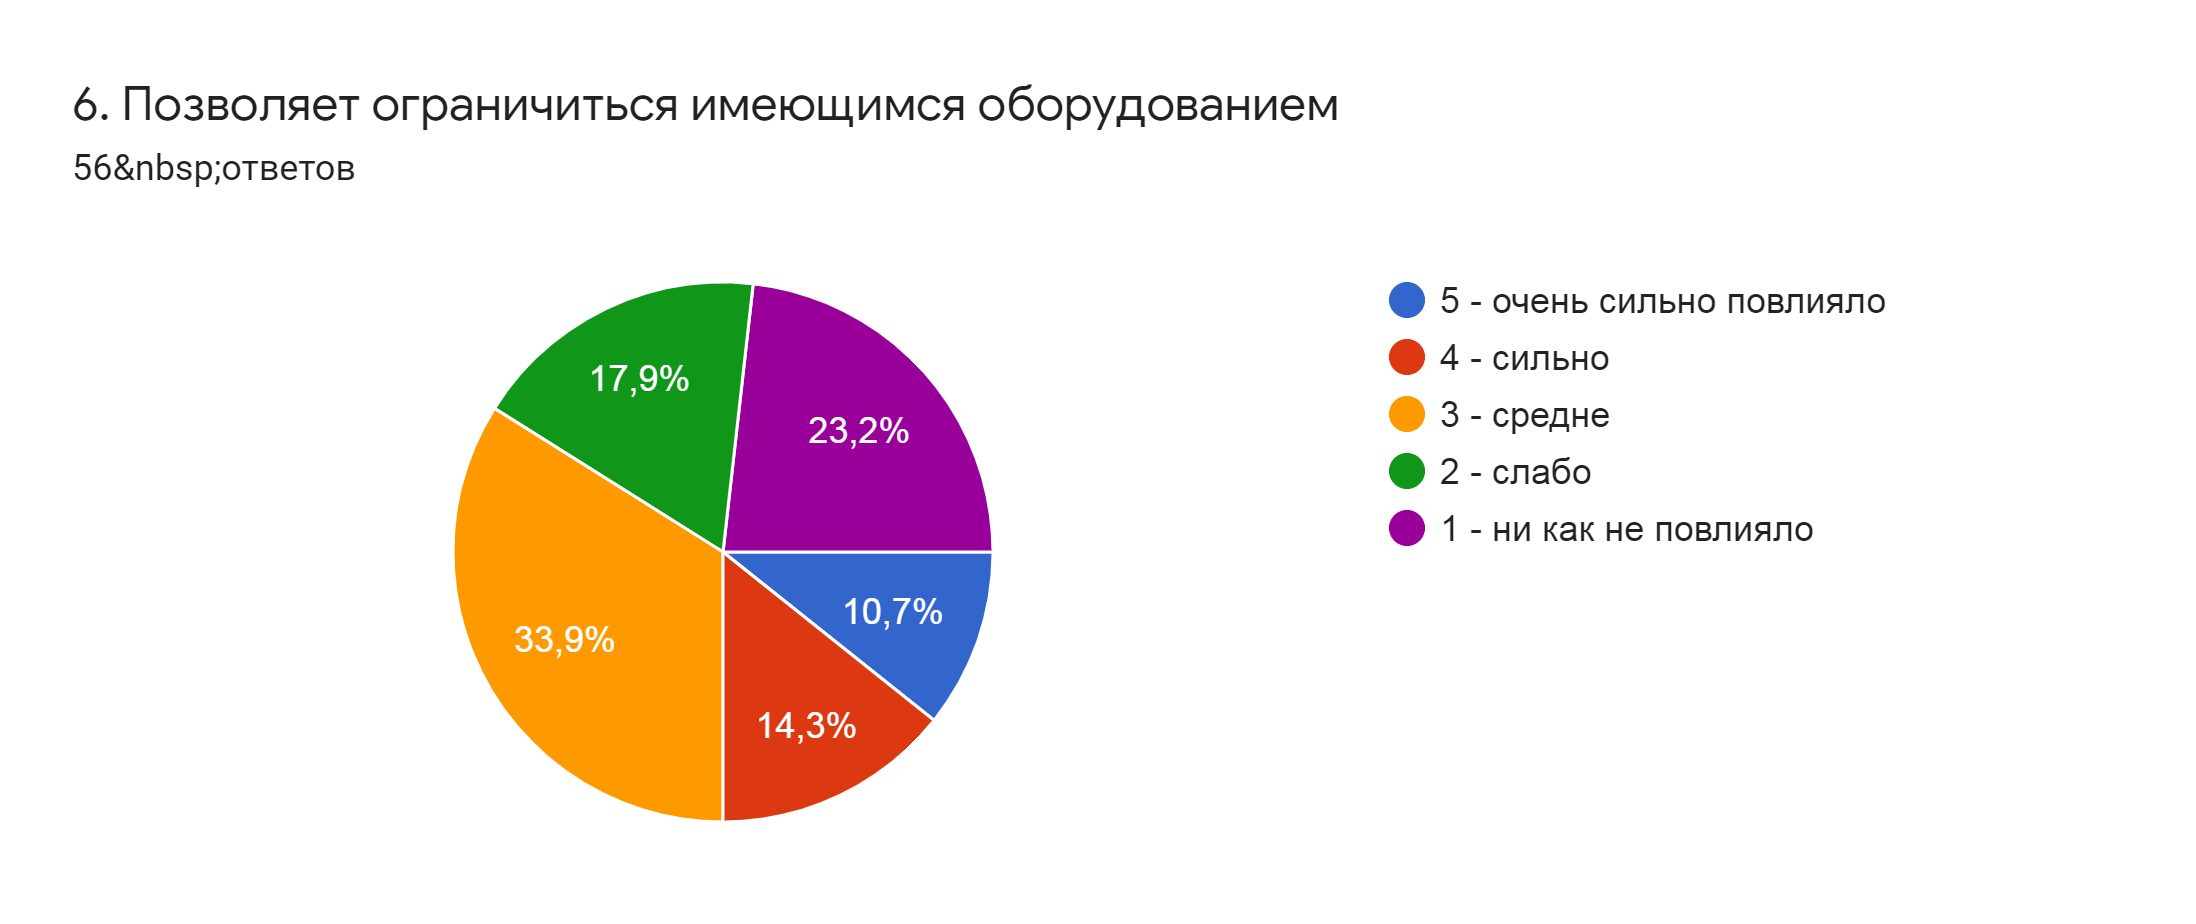 6. Позволяет ограничиться имеющимся оборудованием
56&nbsp;ответов
17,9%
23,2%
10,7%
33,9%
14,3%
5 - очень сильно повлияло
4 - сильно
3 - средне
2 - слабо
1 - ни как не повлияло